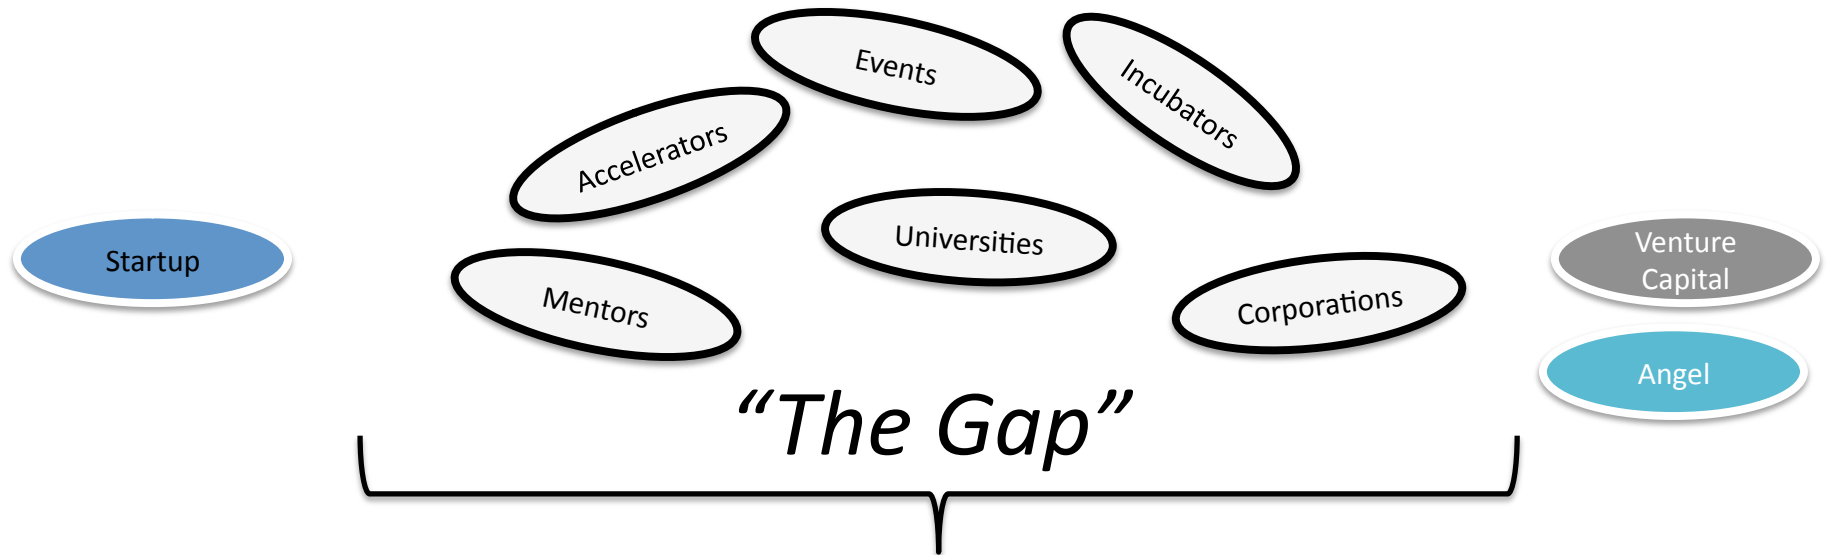 Events
Incubators
Accelerators
Universities
Startup
Venture
Capital
Mentors
Corporations
Angel
“The Gap”